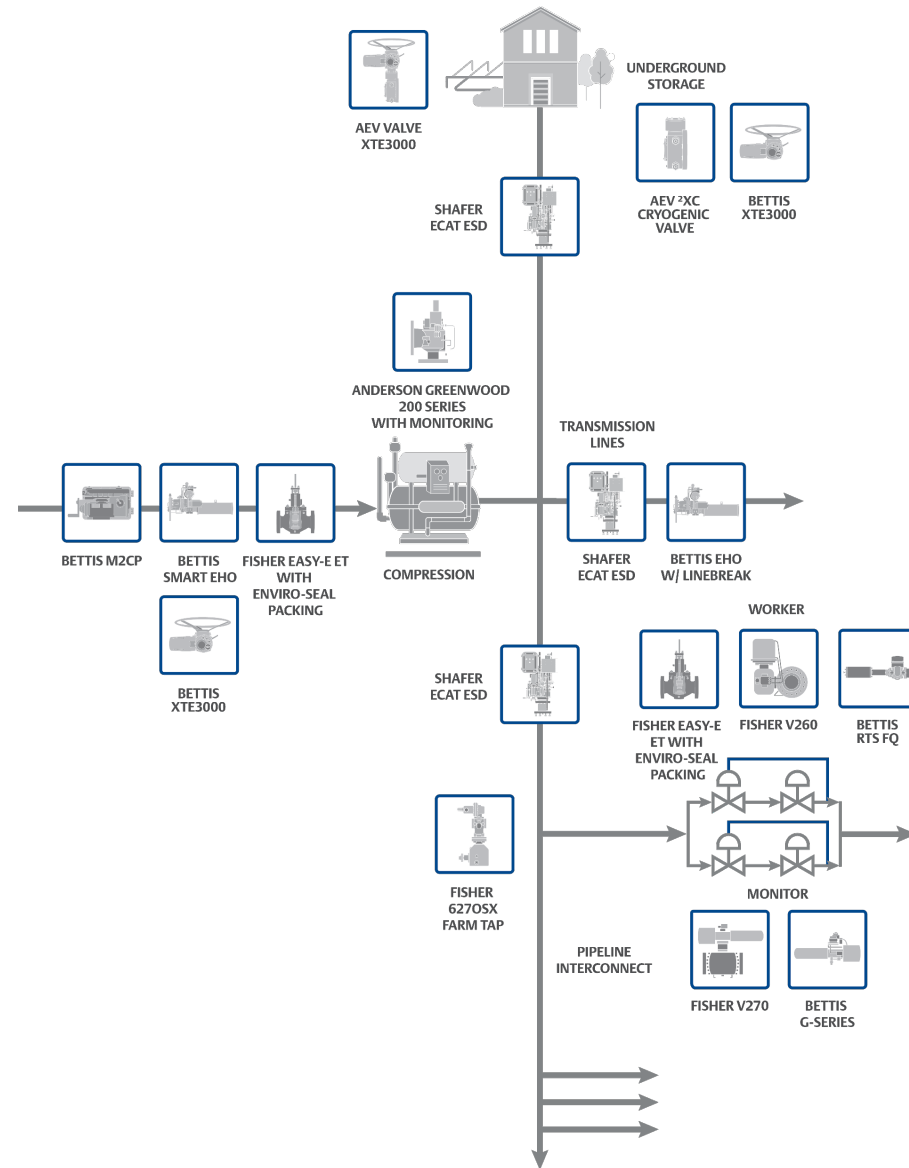 UNDERGROUND
STORAGE
AEV VALVE
XTE3000
AEV ²XC
CRYOGENIC
VALVE
BETTIS
XTE3000
SHAFER
ECAT ESD
ANDERSON GREENWOOD
200 SERIES
WITH MONITORING
TRANSMISSION
LINES
BETTIS M2CP
BETTIS
SMART EHO
FISHER EASY-E ET
WITH
ENVIRO-SEAL
PACKING
COMPRESSION
SHAFER
ECAT ESD
BETTIS EHO
W/ LINEBREAK
BETTIS
XTE3000
WORKER
SHAFER
ECAT ESD
FISHER EASY-E
ET WITH
ENVIRO-SEAL
PACKING
FISHER V260
BETTIS
RTS FQ
FISHER
627OSX
FARM TAP
MONITOR
PIPELINE
INTERCONNECT
FISHER V270
BETTIS
G-SERIES